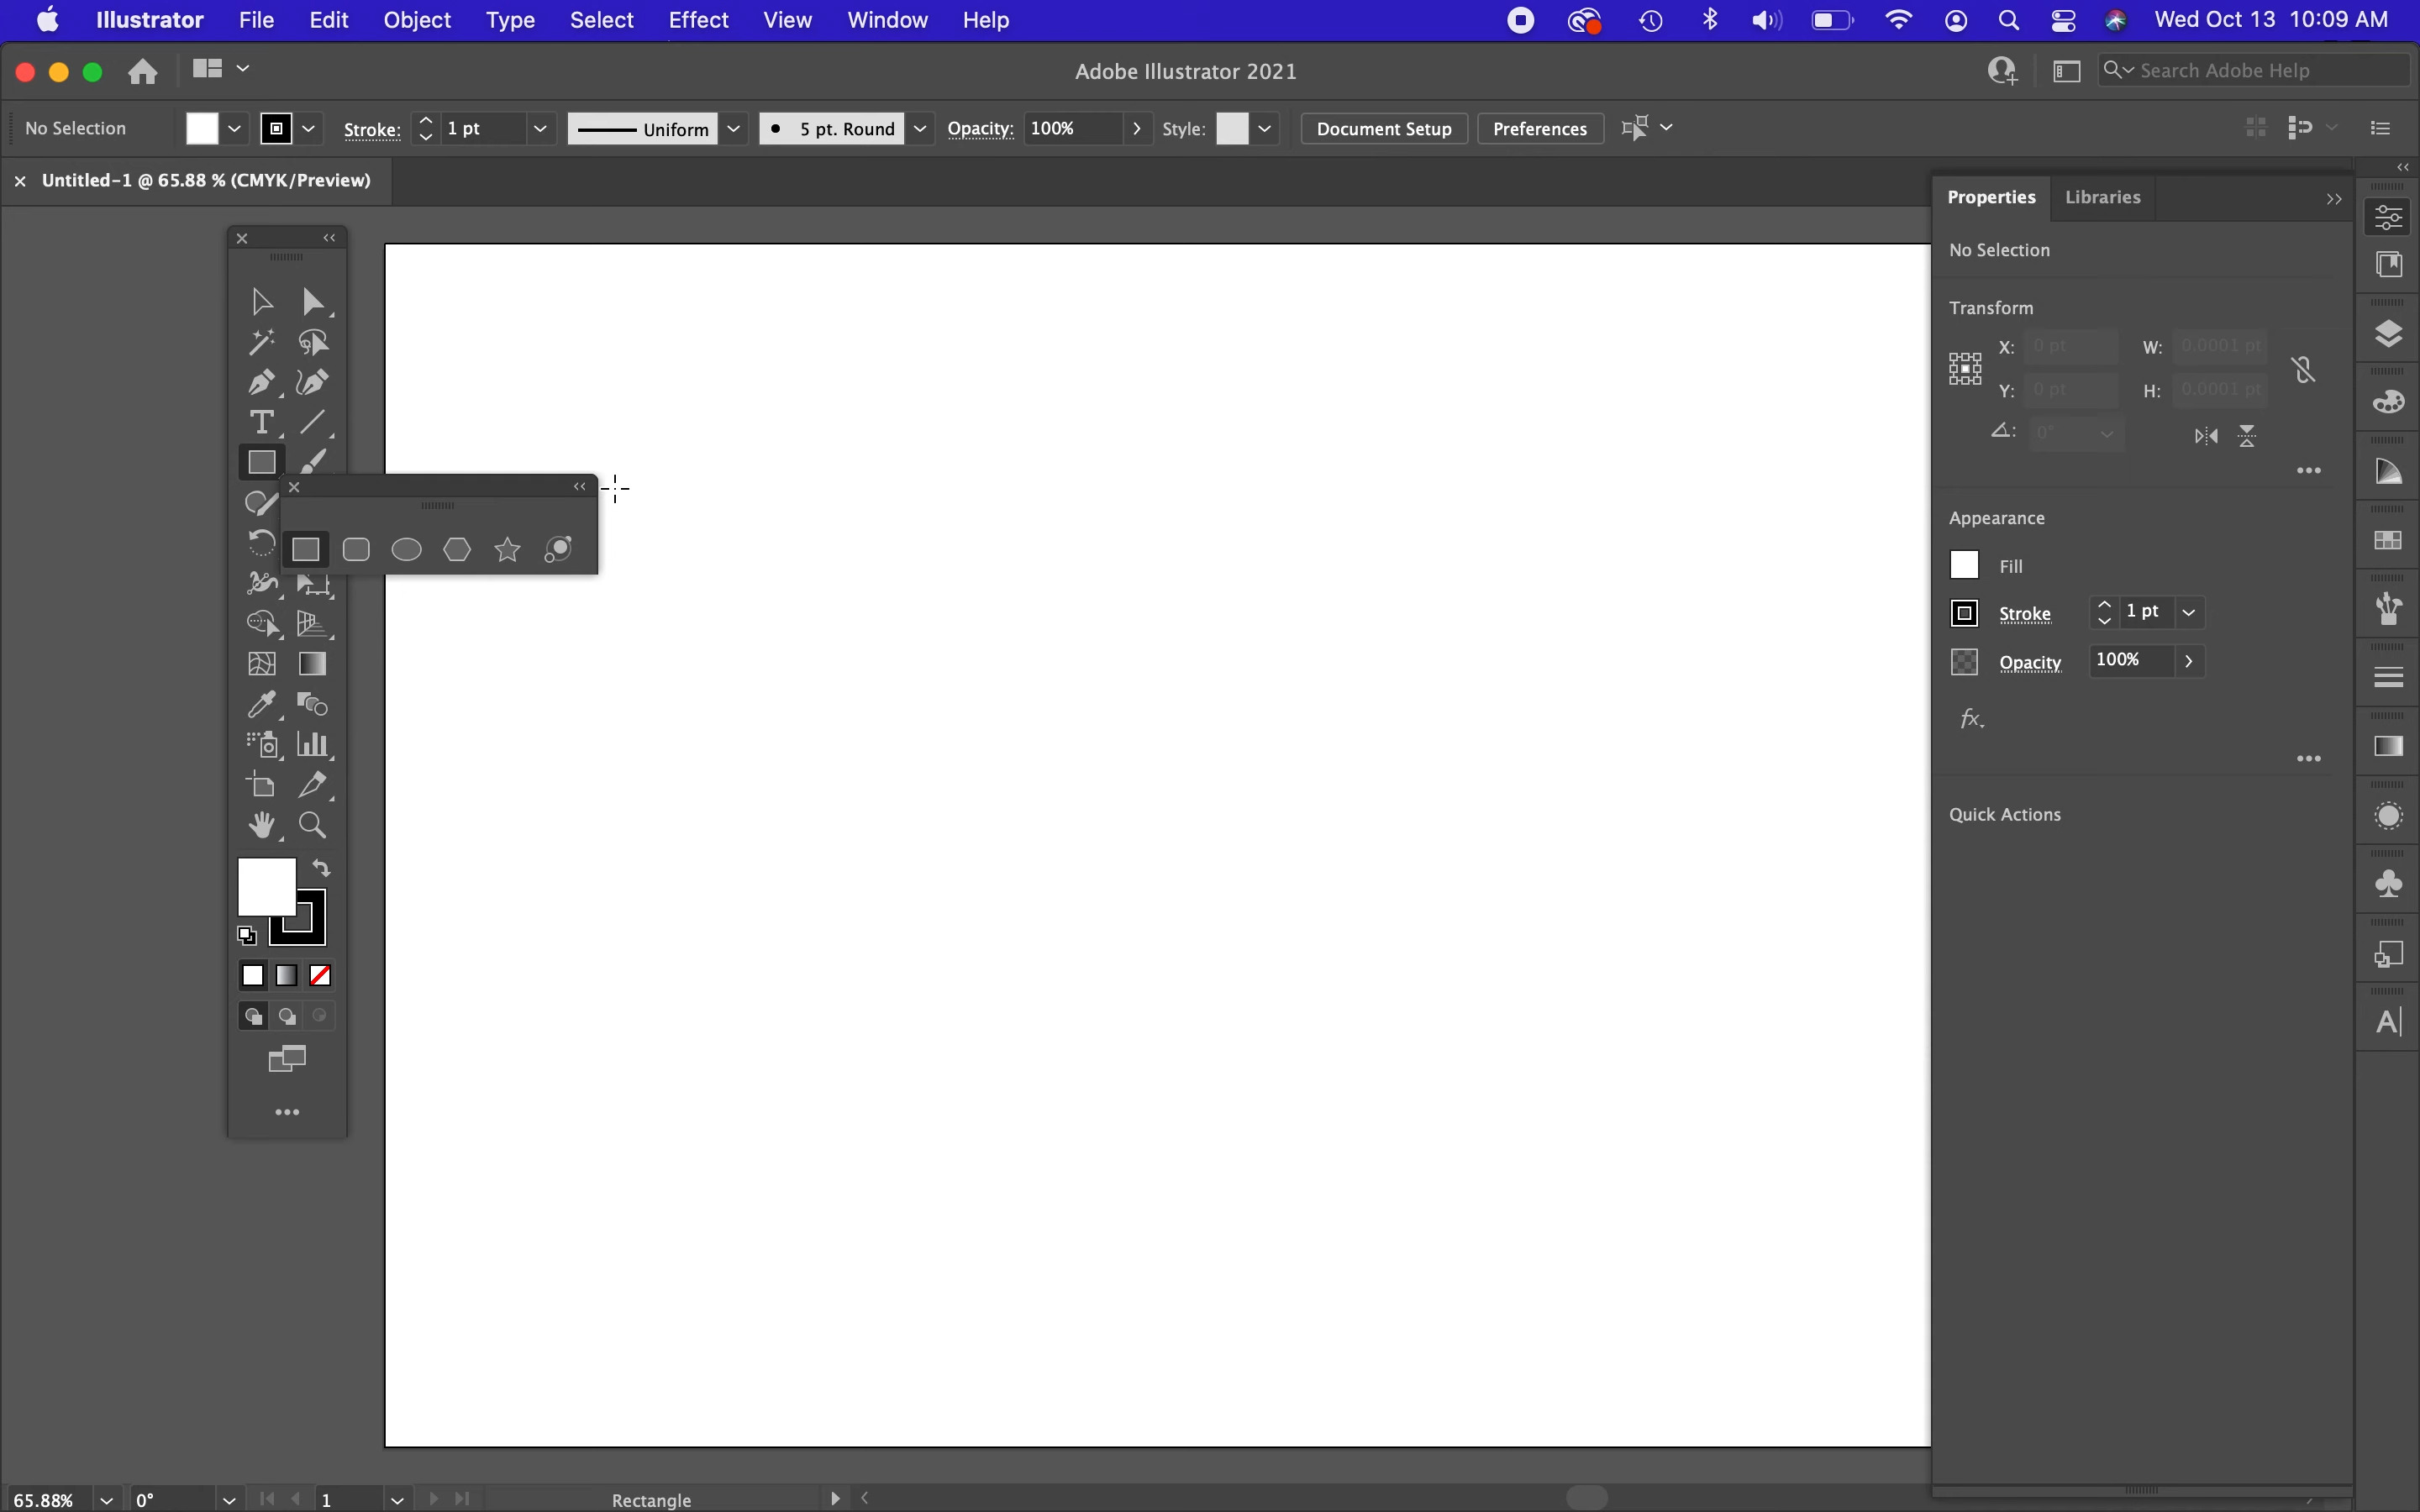 Illustrator File Edit Object Type Select Effect View Window Help Wed Oct 13 10:09 AM
Adobe Illustrator 2021 Search Adobe Help
No Selection Stroke: 1 pt Uniform 5 pt. Round Opacity: 100% Style: Document Setup Preferences
Untitled-1 @ 65.88 % (CMYK/Preview)
Properties Libraries
No Selection
Transform
X: 0 pt W: 0.0001 pt
Y: 0 pt H: 0.0001 pt
0°
Appearance
Fill
Stroke 1 pt
Opacity 100%
fx
Quick Actions
65.88% 0° 1 Rectangle